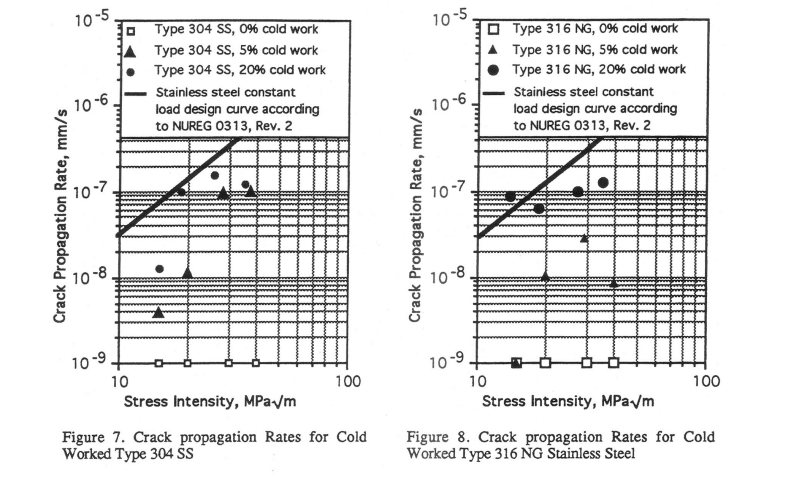 10-5
Type 304 SS, 0% cold work
Type 304 SS, 5% cold work
Type 304 SS, 20% cold work
Stainless steel constant
load design curve according
to NUREG 0313, Rev. 2
10-6
10-7
10-8
10-9
Crack Propagation Rate, mm/s
10
100
Stress Intensity, MPa√m
Figure 7. Crack propagation Rates for Cold
Worked Type 304 SS
10-5
Type 316 NG, 0% cold work
Type 316 NG, 5% cold work
Type 316 NG, 20% cold work
Stainless steel constant
load design curve according
to NUREG 0313, Rev. 2
10-6
10-7
10-8
10-9
Crack Propagation Rate, mm/s
10
100
Stress Intensity, MPa√m
Figure 8. Crack propagation Rates for Cold
Worked Type 316 NG Stainless Steel